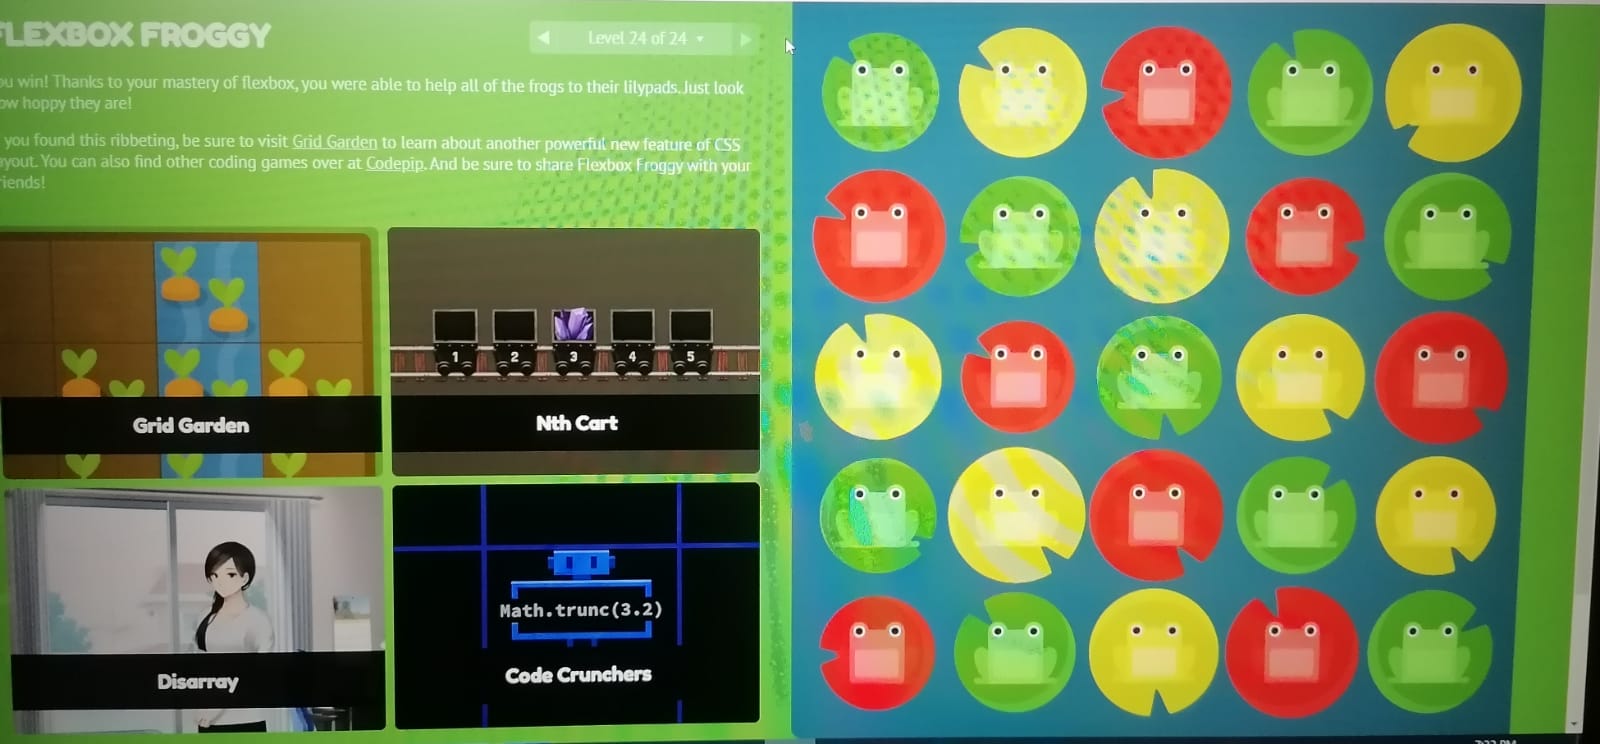 FLEXBOX FROGGY
Level 24 of 24
ou win! Thanks to your mastery of flexbox, you were able to help all of the frogs to their lilypads. Just look
ow hoppy they are!
you found this ribbeting, be sure to visit Grid Garden to learn about another powerful new feature of CSS
ayout. You can also find other coding games over at Codepip. And be sure to share Flexbox Froggy with your
riends!
1 2 3 4 5
Grid Garden
Nth Cart
Math.trunc(3.2)
Disarray
Code Crunchers